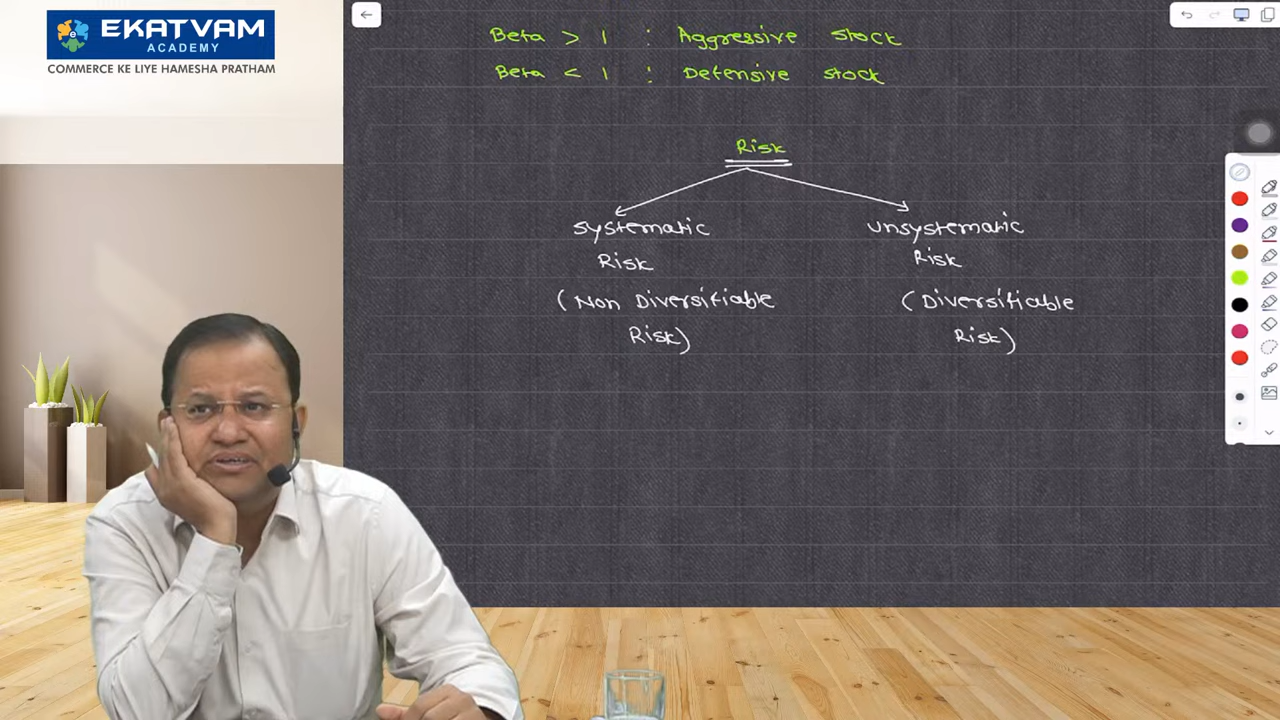 EKATVAM
ACADEMY
COMMERCE KE LIYE HAMESHA PRATHAM
Beta > 1 : Aggressive stock
Beta < 1 : Defensive stock
Risk
systematic
Risk
(Non Diversifiable
Risk)
unsystematic
Risk
(Diversifiable
Risk)